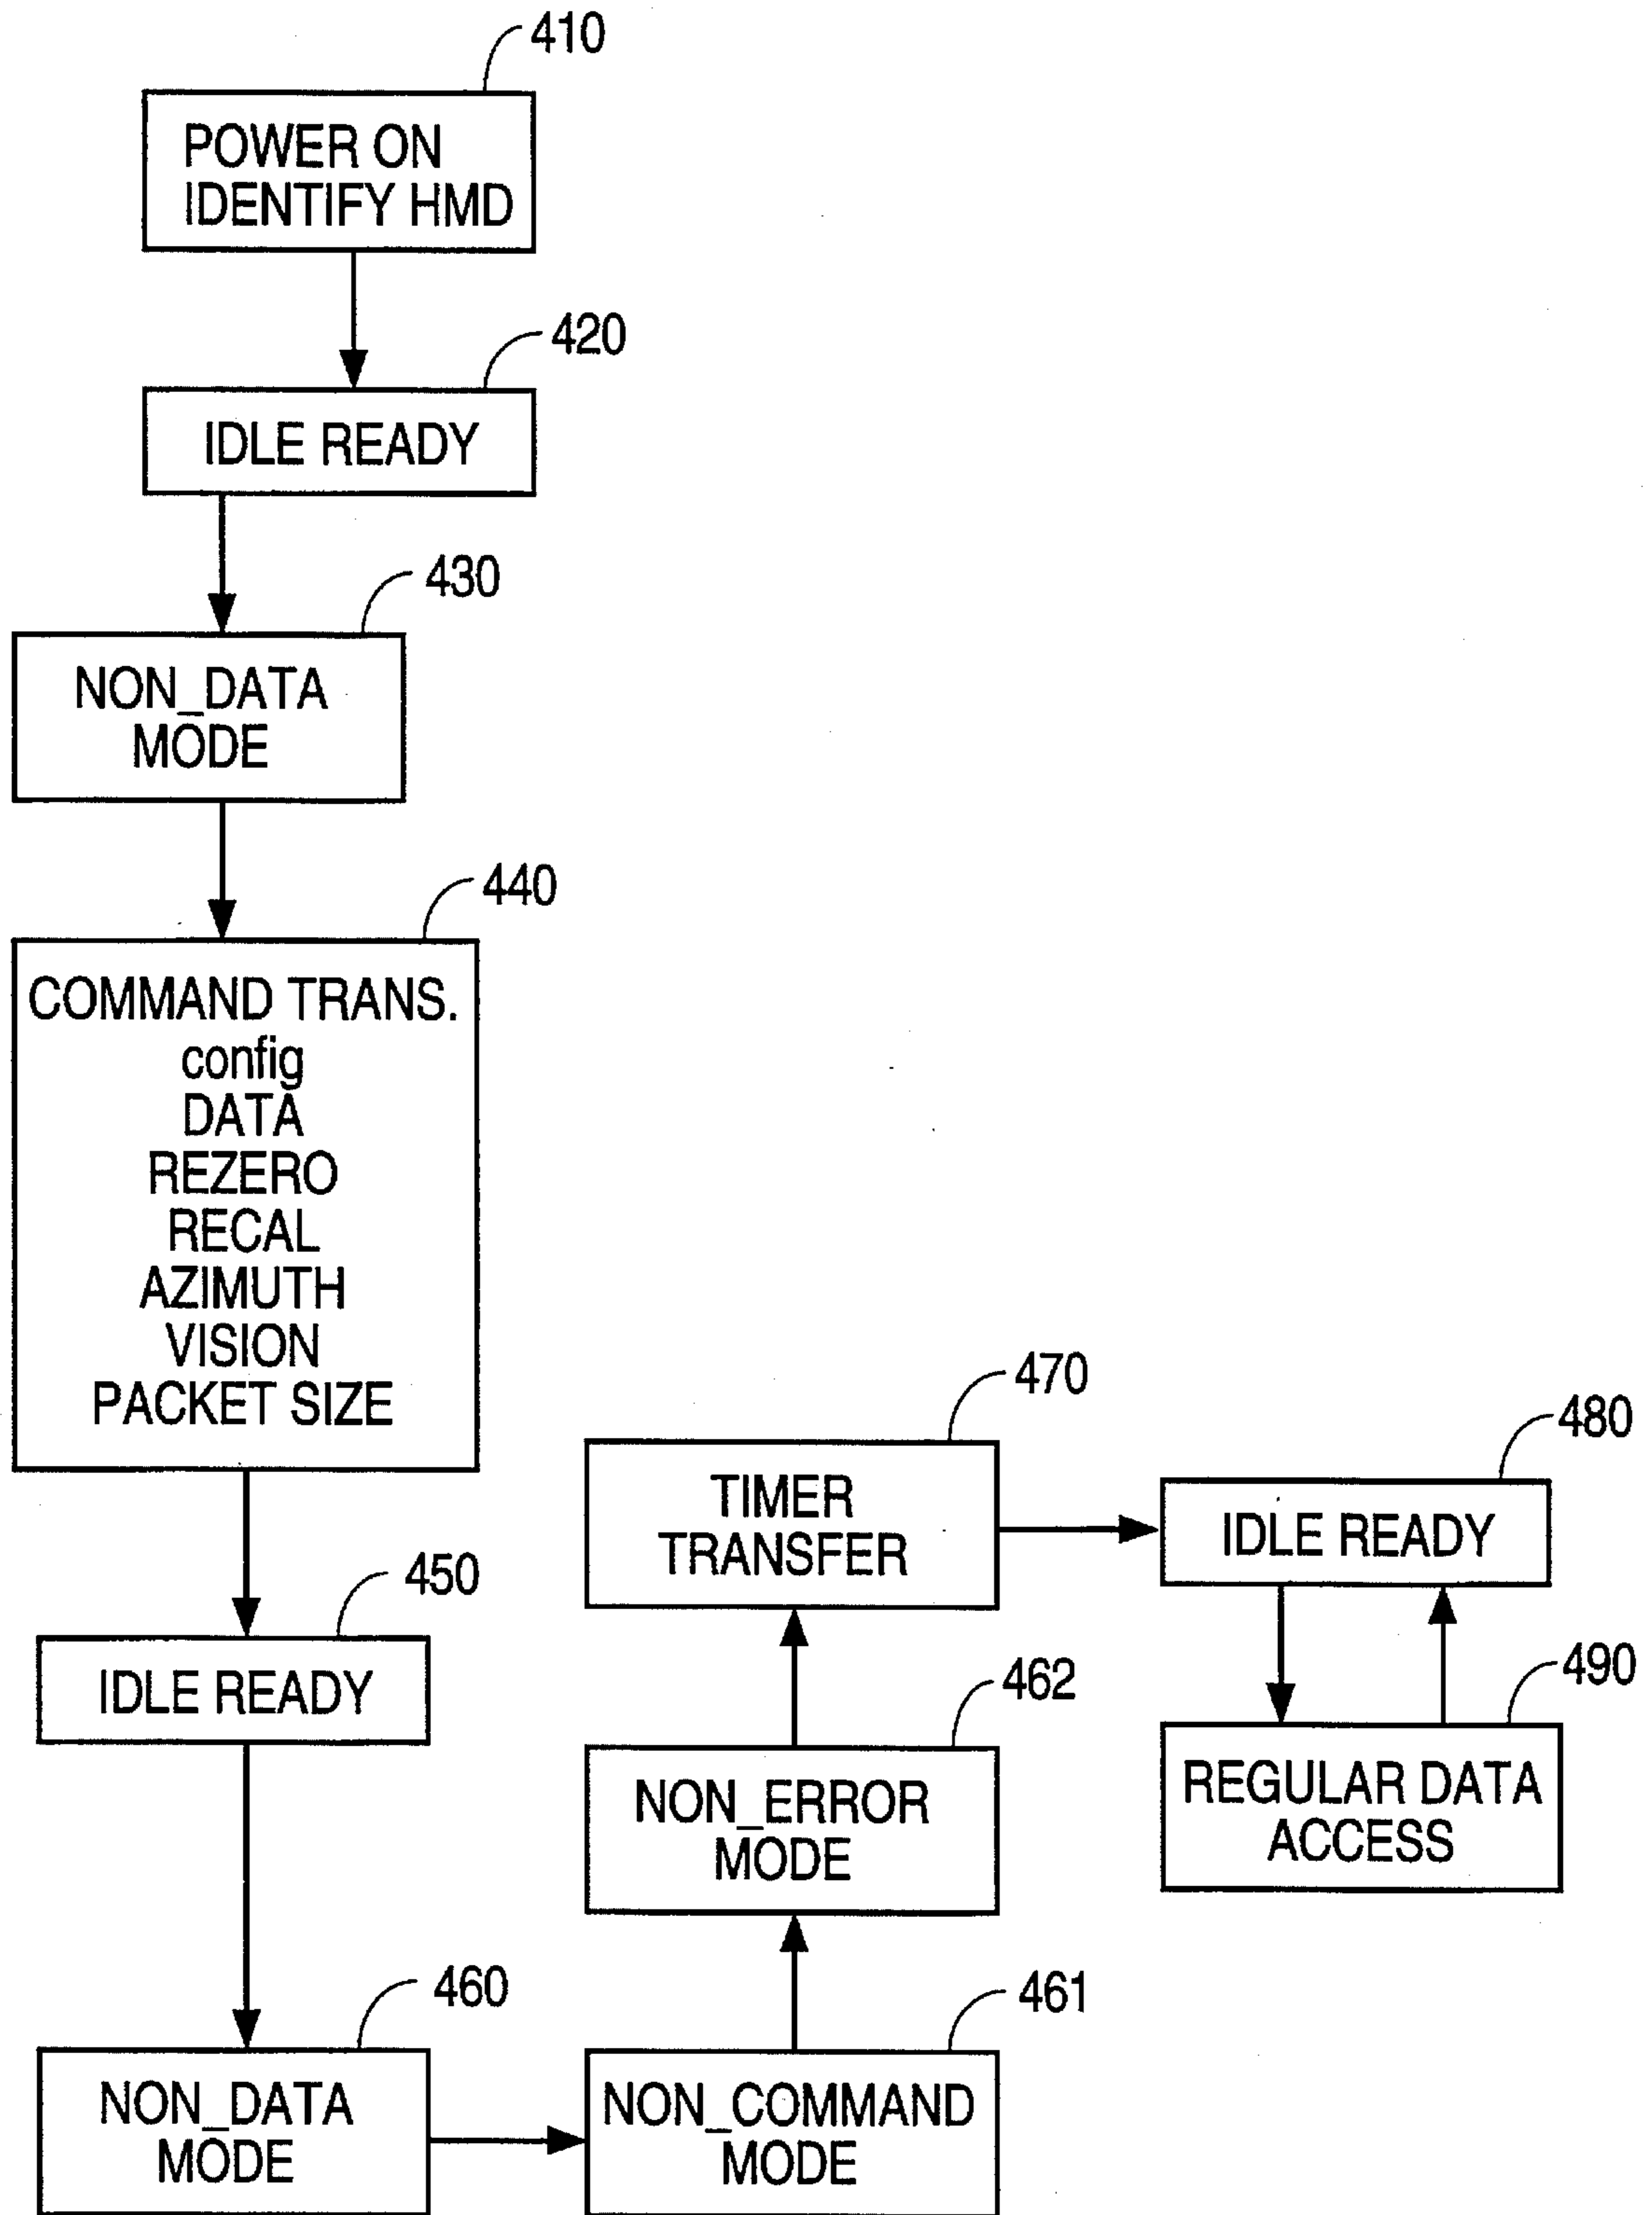 410
POWER ON
IDENTIFY HMD
420
IDLE READY
430
NON_DATA
MODE
440
COMMAND TRANS.
config
DATA
REZERO
RECAL
AZIMUTH
VISION
PACKET SIZE
450
IDLE READY
460
NON_DATA
MODE
461
NON_COMMAND
MODE
462
NON_ERROR
MODE
470
TIMER
TRANSFER
480
IDLE READY
490
REGULAR DATA
ACCESS